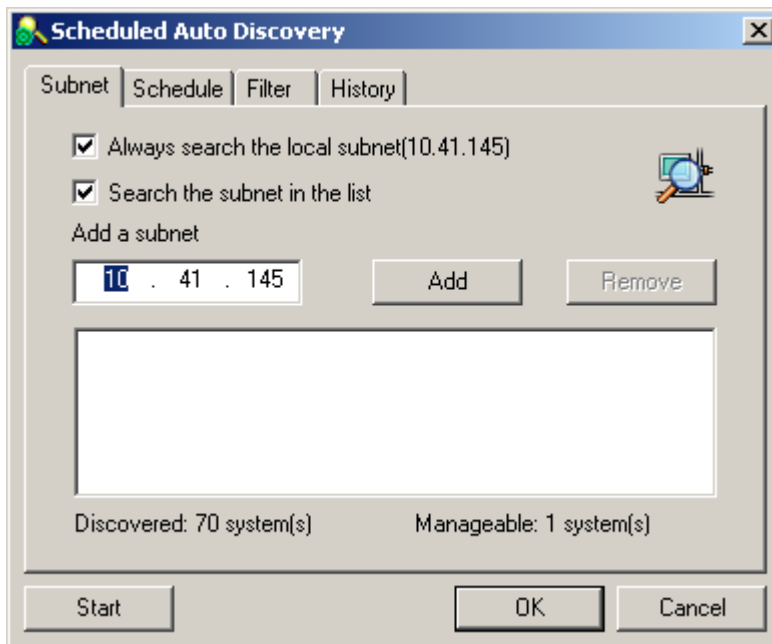 Scheduled Auto Discovery
Subnet Schedule Filter History
Always search the local subnet(10.41.145)
Search the subnet in the list
Add a subnet
10 . 41 . 145 Add Remove
Discovered: 70 system(s) Manageable: 1 system(s)
Start OK Cancel